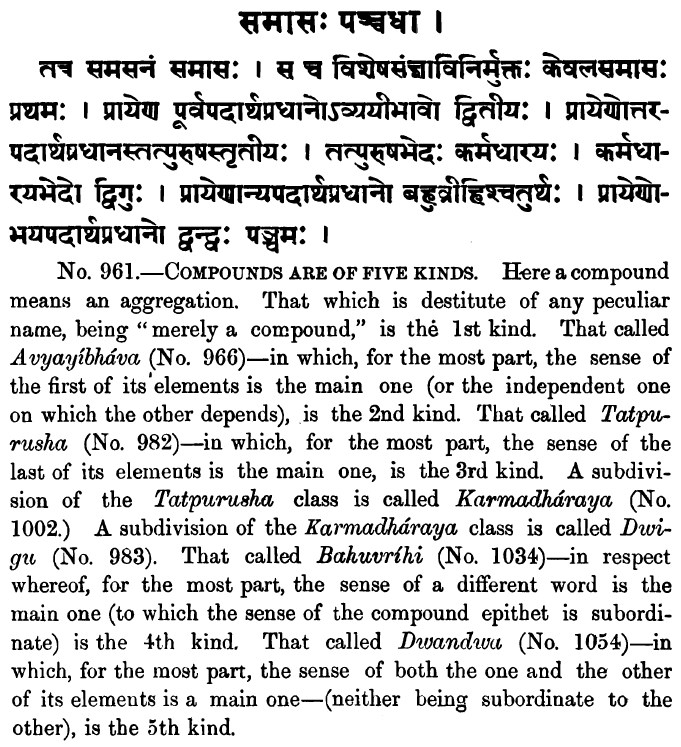 समासः पञ्चधा ।
तत्र समसनं समासः । स च विशेषसंज्ञाविनिर्मुक्तः केवलसमासः
प्रथमः । प्रायेण पूर्वपदार्थप्रधानोऽव्ययीभावो द्वितीयः । प्रायेणोत्तर-
पदार्थप्रधानस्तत्पुरुषस्तृतीयः । तत्पुरुषभेदः कर्मधारयः । कर्मधा-
रयभेदो द्विगुः । प्रायेणान्यपदार्थप्रधानो बहुव्रीहिश्चतुर्थः । प्रायेणो-
भयपदार्थप्रधानो द्वन्द्वः पञ्चमः ।
No. 961.—COMPOUNDS ARE OF FIVE KINDS. Here a compound
means an aggregation. That which is destitute of any peculiar
name, being "merely a compound," is the 1st kind. That called
Avyayíbháva (No. 966)—in which, for the most part, the sense of
the first of its elements is the main one (or the independent one
on which the other depends), is the 2nd kind. That called Tatpu-
rusha (No. 982)—in which, for the most part, the sense of the
last of its elements is the main one, is the 3rd kind. A subdivi-
sion of the Tatpurusha class is called Karmadháraya (No.
1002.) A subdivision of the Karmadháraya class is called Dwi-
gu (No. 983). That called Bahuvríhi (No. 1034)—in respect
whereof, for the most part, the sense of a different word is the
main one (to which the sense of the compound epithet is subordi-
nate) is the 4th kind. That called Dwandwa (No. 1054)—in
which, for the most part, the sense of both the one and the other
of its elements is a main one—(neither being subordinate to the
other), is the 5th kind.